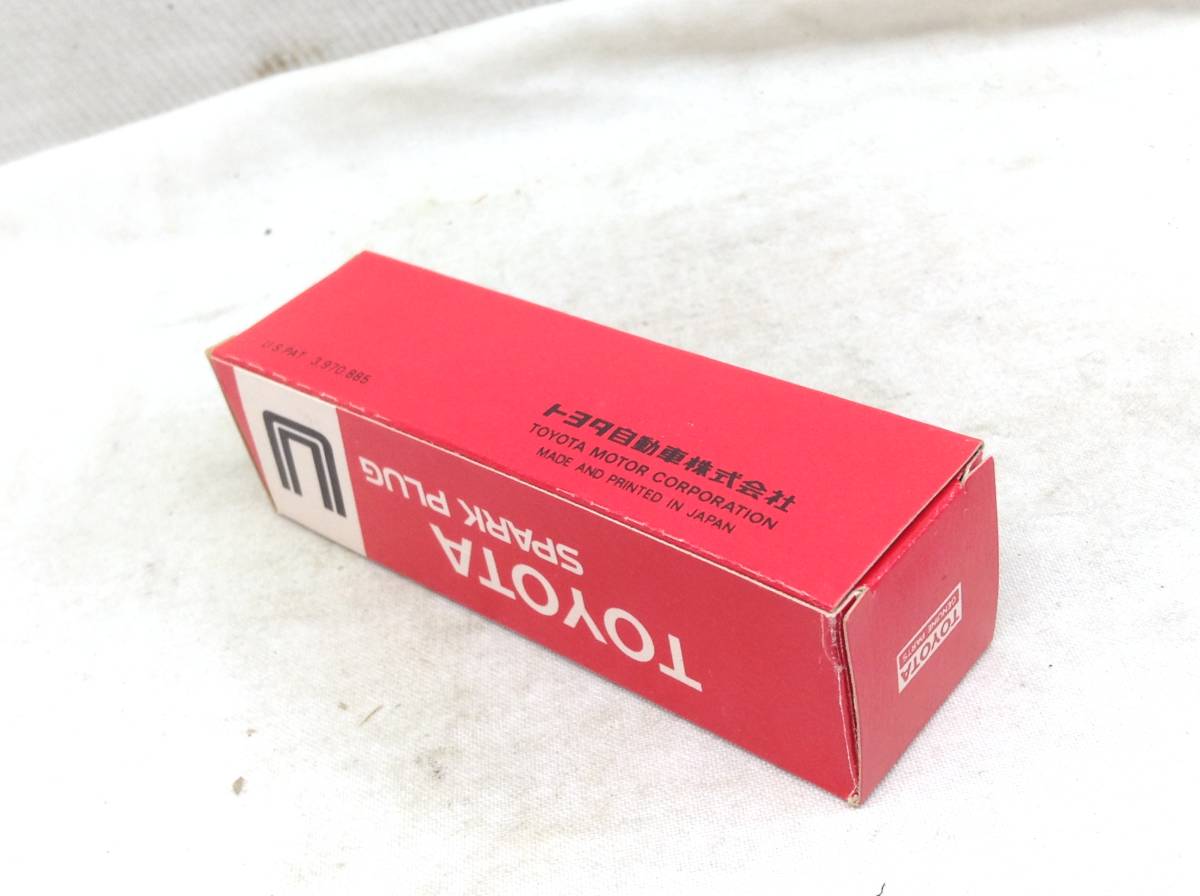 U.S.PAT 3,970,885
トヨタ自動車株式会社
TOYOTA MOTOR CORPORATION
MADE AND PRINTED IN JAPAN
TOYOTA
SPARK PLUG
U
TOYOTA
GENUINE PARTS